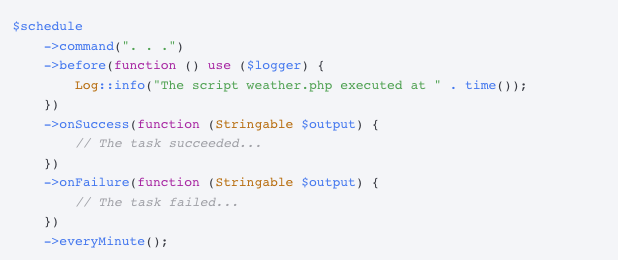 $schedule
    ->command(". . .")
    ->before(function () use ($logger) {
        Log::info("The script weather.php executed at " . time());
    })
    ->onSuccess(function (Stringable $output) {
        // The task succeeded...
    })
    ->onFailure(function (Stringable $output) {
        // The task failed...
    })
    ->everyMinute();